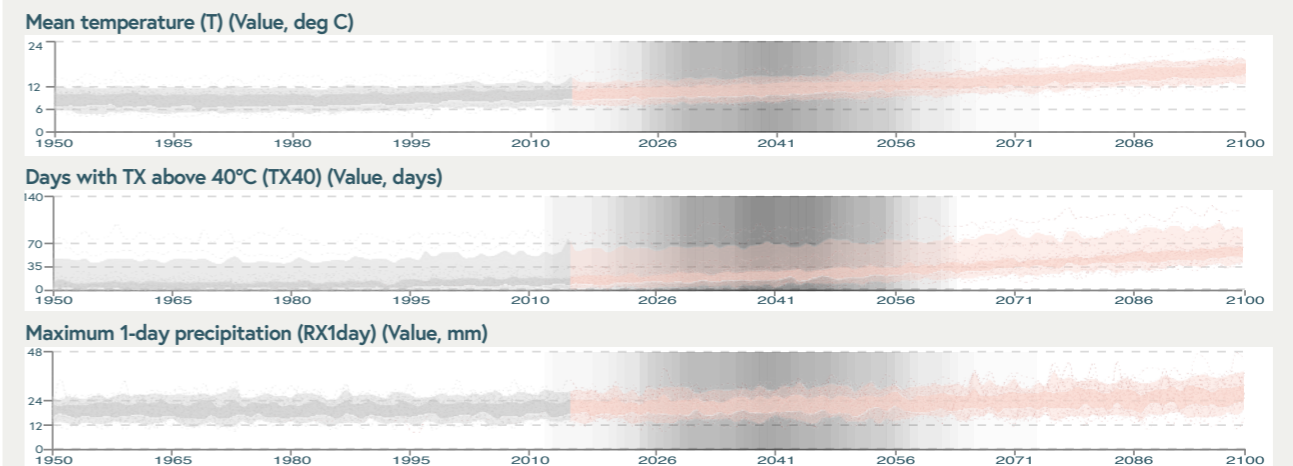 Mean temperature (T) (Value, deg C)
24
12
6
0
1950 1965 1980 1995 2010 2026 2041 2056 2071 2086 2100
Days with TX above 40°C (TX40) (Value, days)
140
70
35
0
1950 1965 1980 1995 2010 2026 2041 2056 2071 2086 2100
Maximum 1-day precipitation (RX1day) (Value, mm)
48
24
12
0
1950 1965 1980 1995 2010 2026 2041 2056 2071 2086 2100